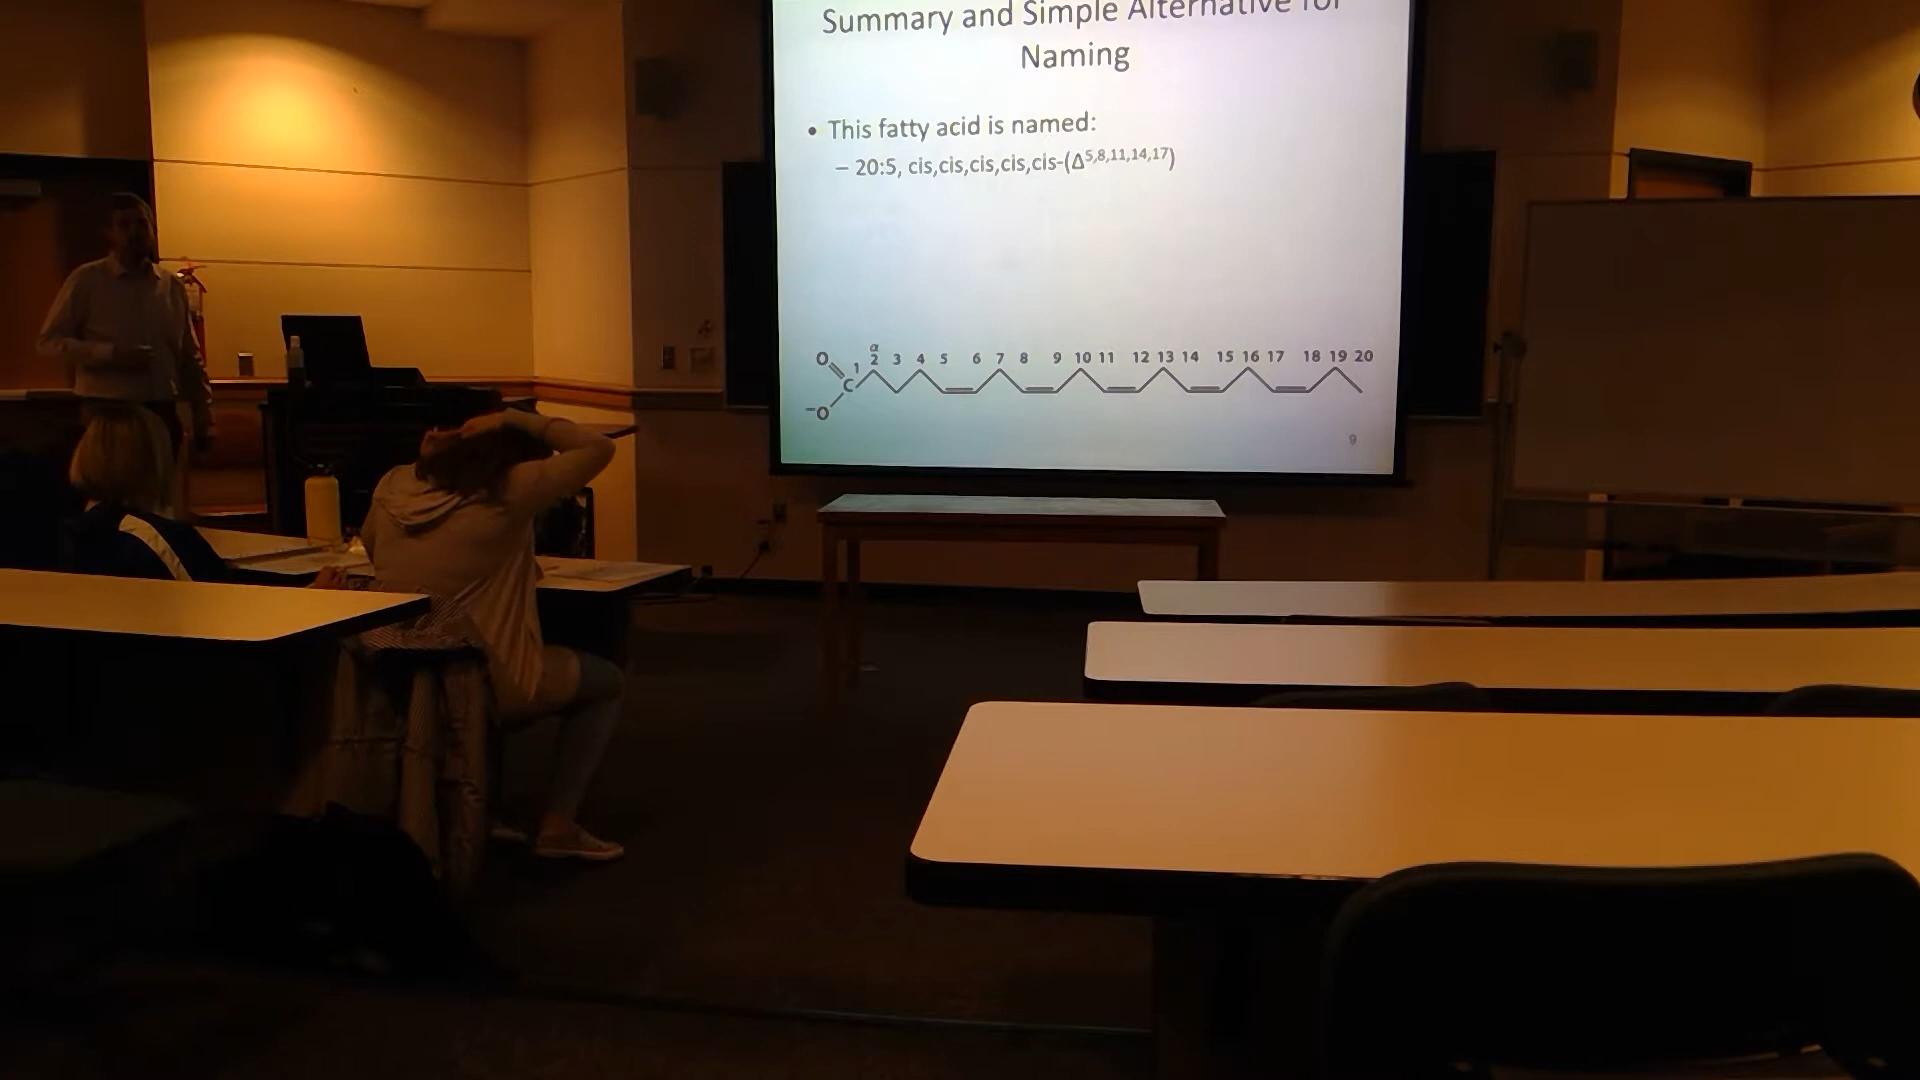 Summary and Simple Alternative for
Naming
• This fatty acid is named:
– 20:5, cis,cis,cis,cis,cis-(Δ5,8,11,14,17)
α
O 1 2 3 4 5 6 7 8 9 10 11 12 13 14 15 16 17 18 19 20
C
⁻O
9